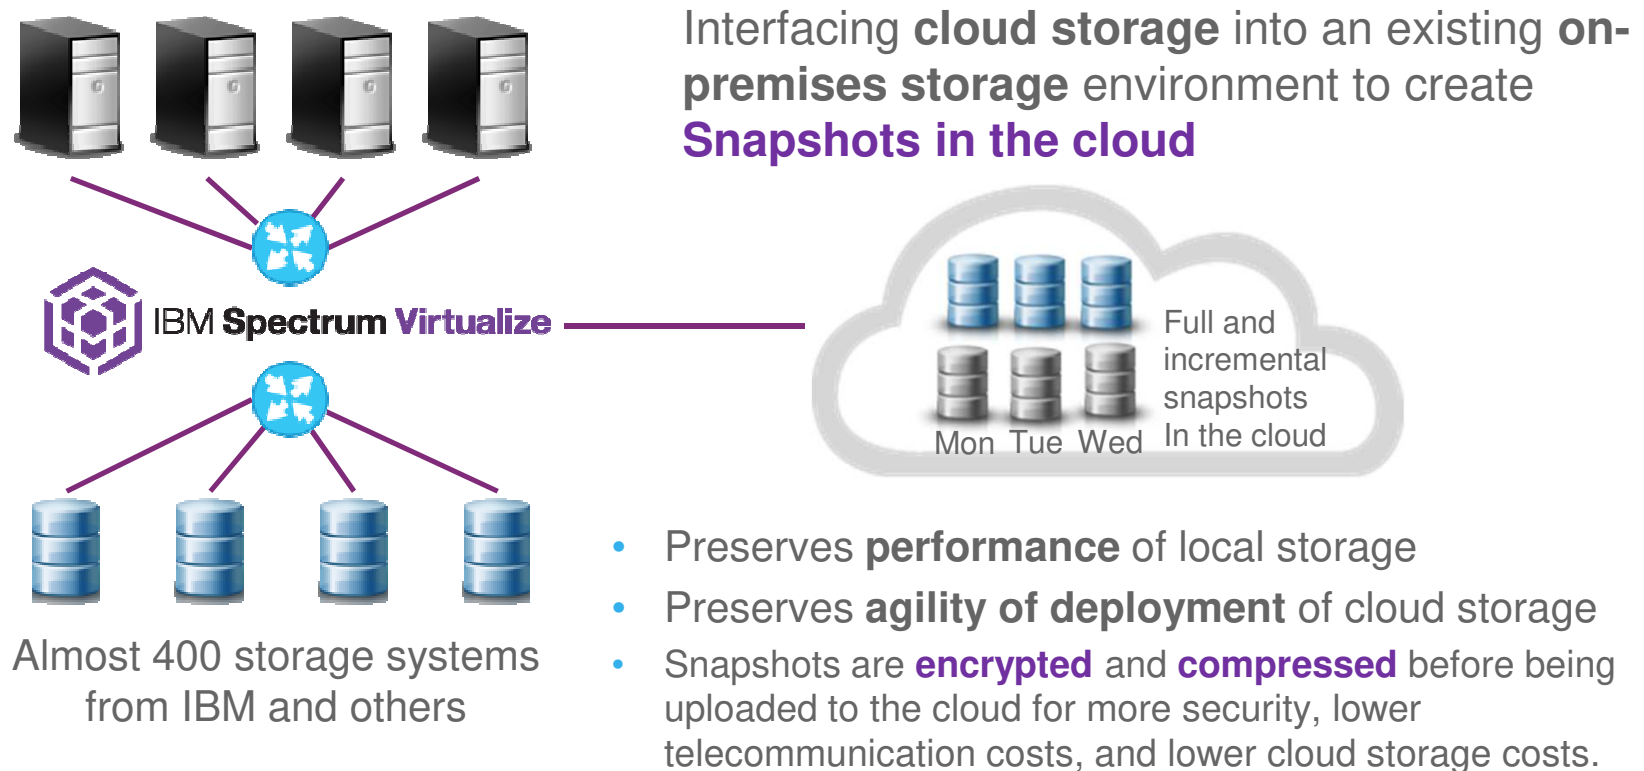 Interfacing cloud storage into an existing on-
premises storage environment to create
Snapshots in the cloud
IBM Spectrum Virtualize
Full and
incremental
snapshots
In the cloud
Mon Tue Wed
Almost 400 storage systems
from IBM and others
• Preserves performance of local storage
• Preserves agility of deployment of cloud storage
• Snapshots are encrypted and compressed before being
uploaded to the cloud for more security, lower
telecommunication costs, and lower cloud storage costs.